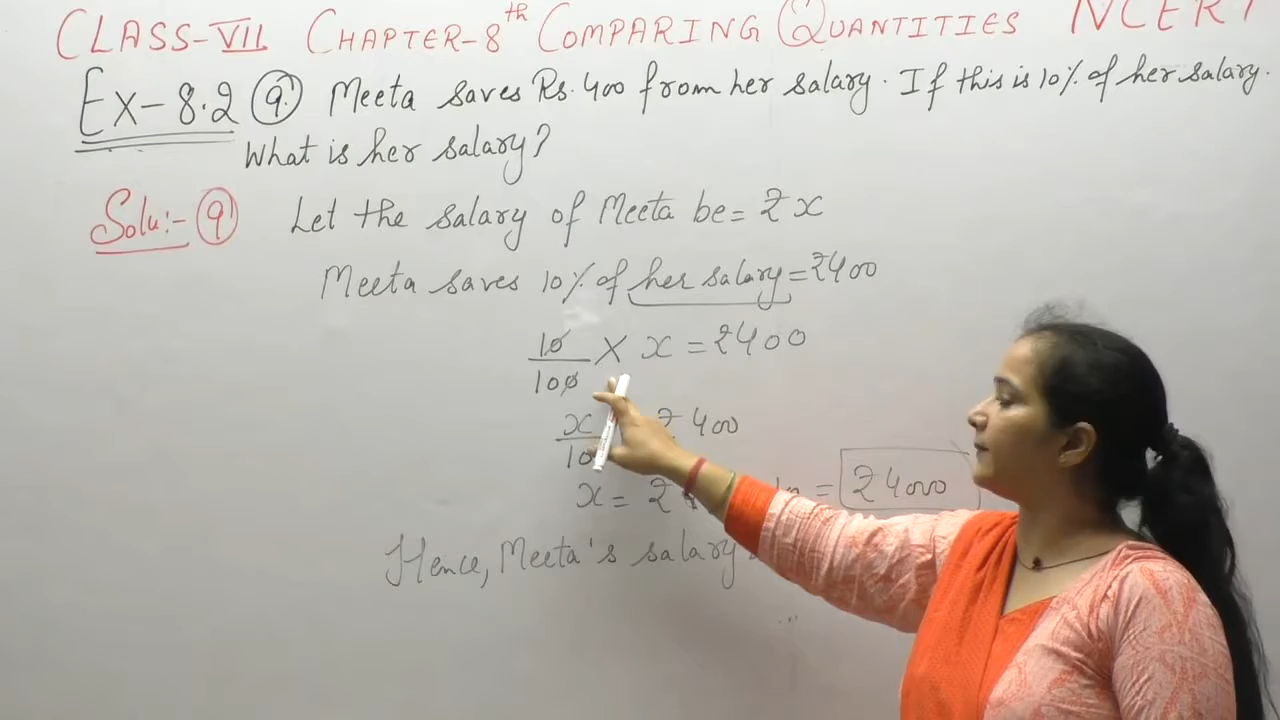 CLASS-VII CHAPTER-8th COMPARING QUANTITIES NCERT
Ex-8.2 9. Meeta saves Rs. 400 from her salary. If this is 10% of her salary.
What is her salary?
Solu:- 9 Let the salary of Meeta be = ₹ x
Meeta saves 10% of her salary = ₹400
10/100 × x = ₹400
x/10 ₹ 400
x = ₹ = ₹4000
Hence, Meeta's salary